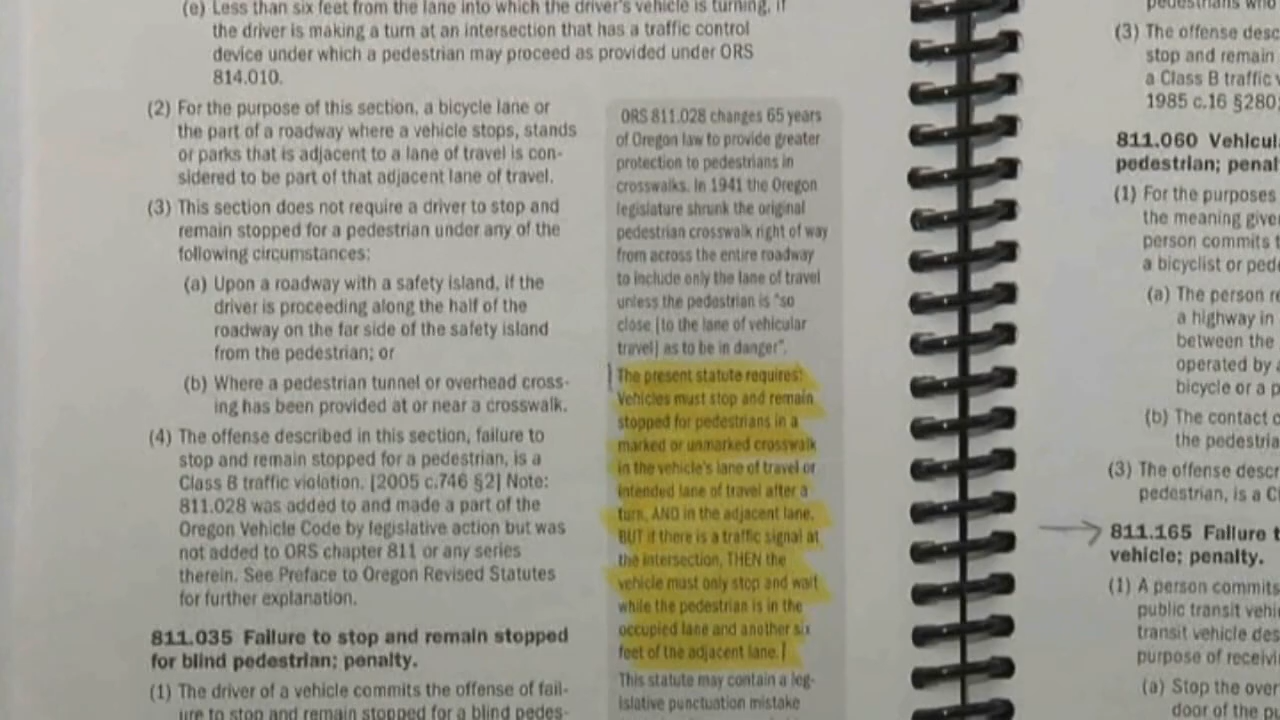 (e) Less than six feet from the lane into which the driver's vehicle is turning, if
the driver is making a turn at an intersection that has a traffic control
device under which a pedestrian may proceed as provided under ORS
814.010.
(2) For the purpose of this section, a bicycle lane or
the part of a roadway where a vehicle stops, stands
or parks that is adjacent to a lane of travel is con-
sidered to be part of that adjacent lane of travel.
(3) This section does not require a driver to stop and
remain stopped for a pedestrian under any of the
following circumstances:
(a) Upon a roadway with a safety island, if the
driver is proceeding along the half of the
roadway on the far side of the safety island
from the pedestrian; or
(b) Where a pedestrian tunnel or overhead cross-
ing has been provided at or near a crosswalk.
(4) The offense described in this section, failure to
stop and remain stopped for a pedestrian, is a
Class B traffic violation. [2005 c.746 §2] Note:
811.028 was added to and made a part of the
Oregon Vehicle Code by legislative action but was
not added to ORS chapter 811 or any series
therein. See Preface to Oregon Revised Statutes
for further explanation.
811.035 Failure to stop and remain stopped
for blind pedestrian; penalty.
(1) The driver of a vehicle commits the offense of fail-
ure to stop and remain stopped for a blind pedes-
ORS 811.028 changes 65 years
of Oregon law to provide greater
protection to pedestrians in
crosswalks. In 1941 the Oregon
legislature shrunk the original
pedestrian crosswalk right of way
from across the entire roadway
to include only the lane of travel
unless the pedestrian is "so
close [to the lane of vehicular
travel] as to be in danger".
The present statute requires:
Vehicles must stop and remain
stopped for pedestrians in a
marked or unmarked crosswalk
in the vehicle's lane of travel or
intended lane of travel after a
turn, AND in the adjacent lane,
BUT if there is a traffic signal at
the intersection, THEN the
vehicle must only stop and wait
while the pedestrian is in the
occupied lane and another six
feet of the adjacent lane.
This statute may contain a leg-
islative punctuation mistake
pedestrians who
(3) The offense desc
stop and remain
a Class B traffic v
1985 c.16 §280
811.060 Vehicul
pedestrian; penal
(1) For the purposes
the meaning give
person commits t
a bicyclist or ped
(a) The person re
a highway in
between the
operated by a
bicycle or a p
(b) The contact
the pedestria
(3) The offense descr
pedestrian, is a Cl
811.165 Failure t
vehicle; penalty.
(1) A person commits
public transit vehi
transit vehicle des
purpose of receivi
(a) Stop the over
door of the pu